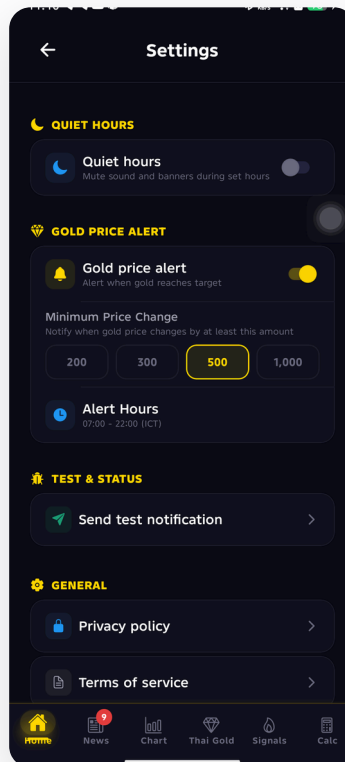 Settings
QUIET HOURS
Quiet hours
Mute sound and banners during set hours
GOLD PRICE ALERT
Gold price alert
Alert when gold reaches target
Minimum Price Change
Notify when gold price changes by at least this amount
200 300 500 1,000
Alert Hours
07:00 - 22:00 (ICT)
TEST & STATUS
Send test notification
GENERAL
Privacy policy
Terms of service
9
Home News Chart Thai Gold Signals Calc